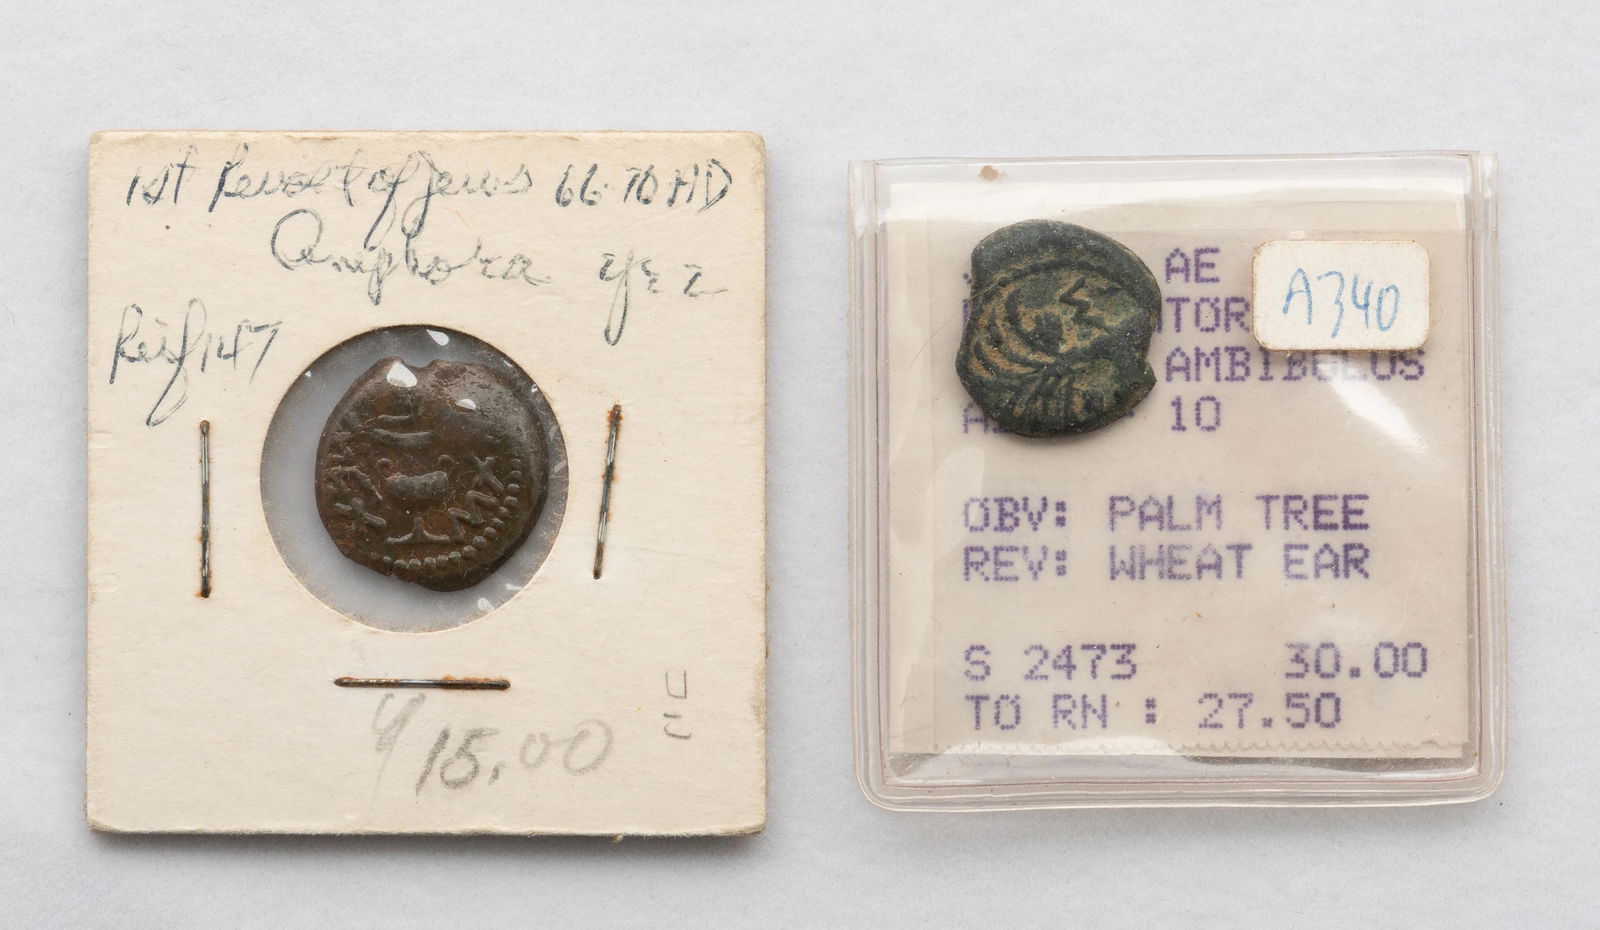 1st Revolt of Jews 66-70 AD
Amphora yr 2
Reif 147
15.00
AE
TOR
AMBIBULUS
10
A340
OBV: PALM TREE
REV: WHEAT EAR
S 2473 30.00
TO RN : 27.50